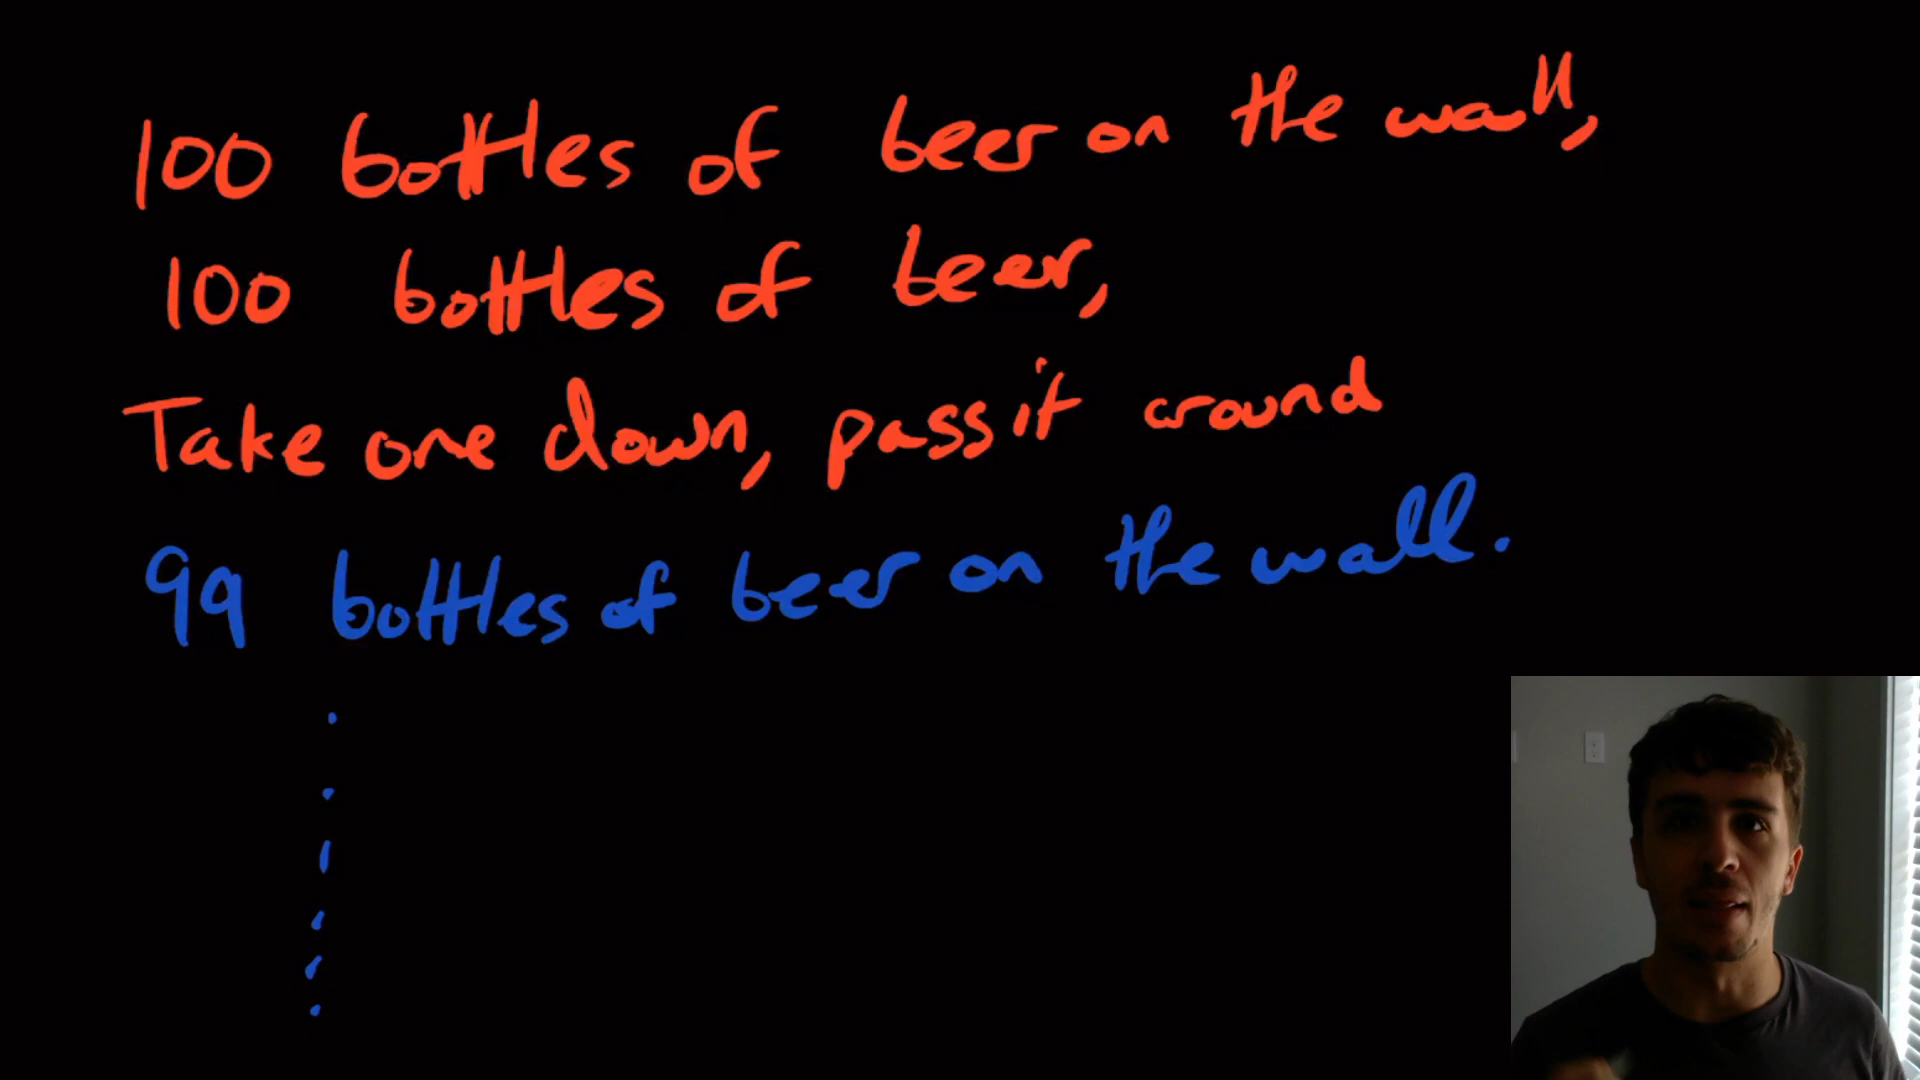 100 bottles of beer on the wall,
100 bottles of beer,
Take one down, pass it around
99 bottles of beer on the wall.